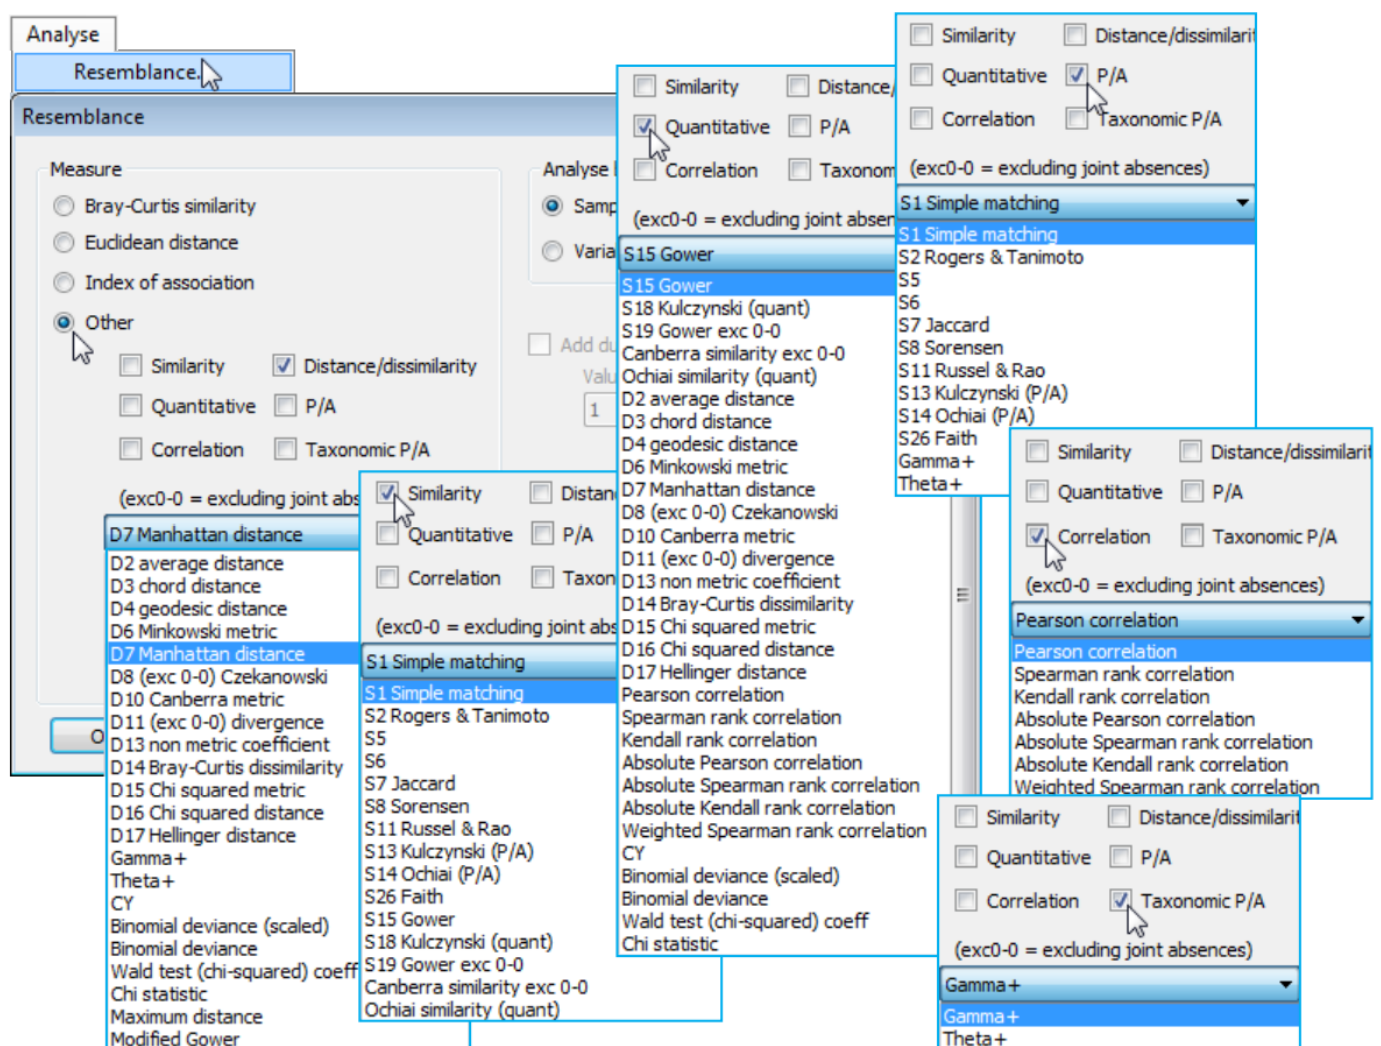 Analyse
Resemblance.
Resemblance
Measure
Bray-Curtis similarity
Euclidean distance
Index of association
Other
Similarity
Distance/dissimilarity
Quantitative
P/A
Correlation
Taxonomic P/A
(exc0-0 = excluding joint abs
D7 Manhattan distance
D2 average distance
D3 chord distance
D4 geodesic distance
D6 Minkowski metric
D7 Manhattan distance
D8 (exc 0-0) Czekanowski
D10 Canberra metric
D11 (exc 0-0) divergence
D13 non metric coefficient
D14 Bray-Curtis dissimilarity
D15 Chi squared metric
D16 Chi squared distance
D17 Hellinger distance
Gamma+
Theta+
CY
Binomial deviance (scaled)
Binomial deviance
Wald test (chi-squared) coeff
Chi statistic
Maximum distance
Modified Gower
Analyse
Samp
Varia
Add du
Valu
1
O
Similarity
Distan
Quantitative
P/A
Correlation
Taxon
(exc0-0 = excluding joint abs
S1 Simple matching
S1 Simple matching
S2 Rogers & Tanimoto
S5
S6
S7 Jaccard
S8 Sorensen
S11 Russel & Rao
S13 Kulczynski (P/A)
S14 Ochiai (P/A)
S26 Faith
S15 Gower
S18 Kulczynski (quant)
S19 Gower exc 0-0
Canberra similarity exc 0-0
Ochiai similarity (quant)
Similarity
Distance/
Quantitative
P/A
Correlation
Taxonom
(exc0-0 = excluding joint absen
S15 Gower
S15 Gower
S18 Kulczynski (quant)
S19 Gower exc 0-0
Canberra similarity exc 0-0
Ochiai similarity (quant)
D2 average distance
D3 chord distance
D4 geodesic distance
D6 Minkowski metric
D7 Manhattan distance
D8 (exc 0-0) Czekanowski
D10 Canberra metric
D11 (exc 0-0) divergence
D13 non metric coefficient
D14 Bray-Curtis dissimilarity
D15 Chi squared metric
D16 Chi squared distance
D17 Hellinger distance
Pearson correlation
Spearman rank correlation
Kendall rank correlation
Absolute Pearson correlation
Absolute Spearman rank correlation
Absolute Kendall rank correlation
Weighted Spearman rank correlation
CY
Binomial deviance (scaled)
Binomial deviance
Wald test (chi-squared) coeff
Chi statistic
Similarity
Distance/dissimilarit
Quantitative
P/A
Correlation
Taxonomic P/A
(exc0-0 = excluding joint absences)
S1 Simple matching
S1 Simple matching
S2 Rogers & Tanimoto
S5
S6
S7 Jaccard
S8 Sorensen
S11 Russel & Rao
S13 Kulczynski (P/A)
S14 Ochiai (P/A)
S26 Faith
Gamma+
Theta+
Similarity
Distance/dissimilarit
Quantitative
P/A
Correlation
Taxonomic P/A
(exc0-0 = excluding joint absences)
Pearson correlation
Pearson correlation
Spearman rank correlation
Kendall rank correlation
Absolute Pearson correlation
Absolute Spearman rank correlation
Absolute Kendall rank correlation
Weighted Spearman rank correlation
Similarity
Distance/dissimilarit
Quantitative
P/A
Correlation
Taxonomic P/A
(exc0-0 = excluding joint absences)
Gamma+
Gamma+
Theta+